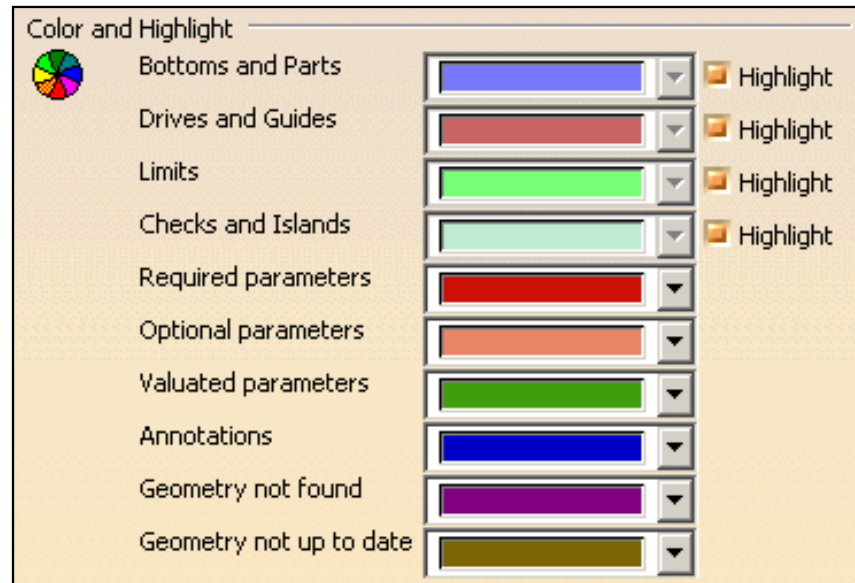 Color and Highlight
Bottoms and Parts Highlight
Drives and Guides Highlight
Limits Highlight
Checks and Islands Highlight
Required parameters
Optional parameters
Valuated parameters
Annotations
Geometry not found
Geometry not up to date